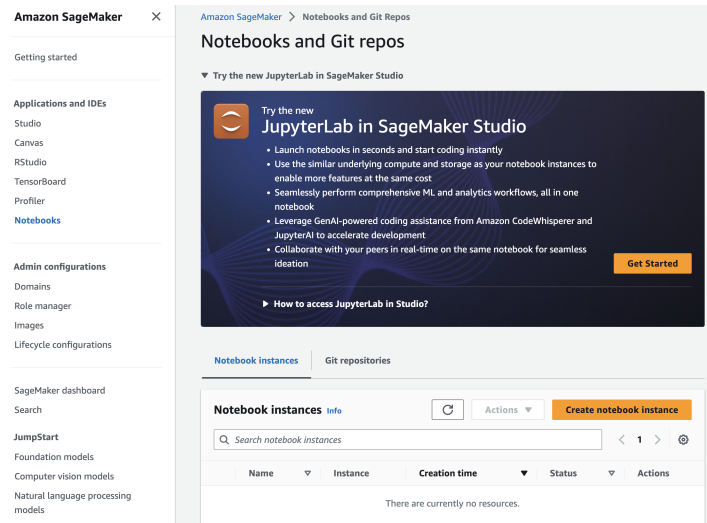 Amazon SageMaker
Getting started
Applications and IDEs
Studio
Canvas
RStudio
TensorBoard
Profiler
Notebooks
Admin configurations
Domains
Role manager
Images
Lifecycle configurations
SageMaker dashboard
Search
JumpStart
Foundation models
Computer vision models
Natural language processing
models
Amazon SageMaker > Notebooks and Git Repos
Notebooks and Git repos
▼ Try the new JupyterLab in SageMaker Studio
Try the new
JupyterLab in SageMaker Studio
• Launch notebooks in seconds and start coding instantly
• Use the similar underlying compute and storage as your notebook instances to
enable more features at the same cost
• Seamlessly perform comprehensive ML and analytics workflows, all in one
notebook
• Leverage GenAI-powered coding assistance from Amazon CodeWhisperer and
JupyterAI to accelerate development
• Collaborate with your peers in real-time on the same notebook for seamless
ideation
Get Started
▶ How to access JupyterLab in Studio?
Notebook instances Git repositories
Notebook instances Info Actions ▼ Create notebook instance
Search notebook instances < 1 >
Name Instance Creation time Status Actions
There are currently no resources.